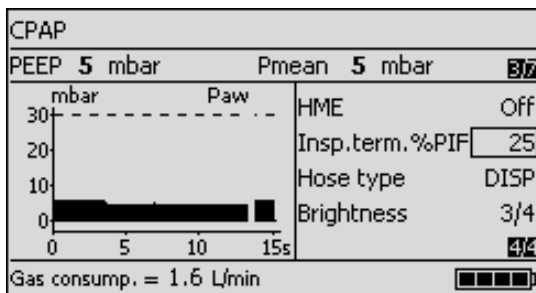 CPAP
PEEP 5 mbar Pmean 5 mbar 3/7
mbar Paw
30
20
10
0
0 5 10 15s
HME Off
Insp.term.%PIF 25
Hose type DISP
Brightness 3/4
4/4
Gas consump. = 1.6 L/min